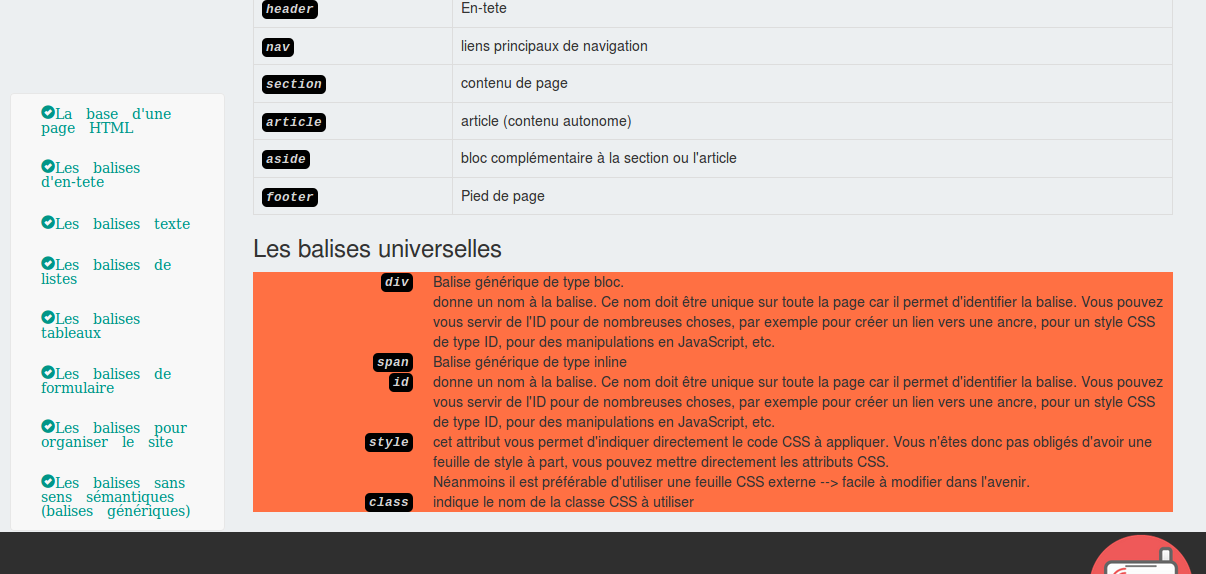 header En-tete
nav liens principaux de navigation
section contenu de page
article article (contenu autonome)
aside bloc complémentaire à la section ou l'article
footer Pied de page
La base d'une
page HTML
Les balises
d'en-tete
Les balises texte
Les balises de
listes
Les balises
tableaux
Les balises de
formulaire
Les balises pour
organiser le site
Les balises sans
sens sémantiques
(balises génériques)
Les balises universelles
div Balise générique de type bloc.
donne un nom à la balise. Ce nom doit être unique sur toute la page car il permet d'identifier la balise. Vous pouvez
vous servir de l'ID pour de nombreuses choses, par exemple pour créer un lien vers une ancre, pour un style CSS
de type ID, pour des manipulations en JavaScript, etc.
span Balise générique de type inline
id donne un nom à la balise. Ce nom doit être unique sur toute la page car il permet d'identifier la balise. Vous pouvez
vous servir de l'ID pour de nombreuses choses, par exemple pour créer un lien vers une ancre, pour un style CSS
de type ID, pour des manipulations en JavaScript, etc.
style cet attribut vous permet d'indiquer directement le code CSS à appliquer. Vous n'êtes donc pas obligés d'avoir une
feuille de style à part, vous pouvez mettre directement les attributs CSS.
Néanmoins il est préférable d'utiliser une feuille CSS externe --> facile à modifier dans l'avenir.
class indique le nom de la classe CSS à utiliser